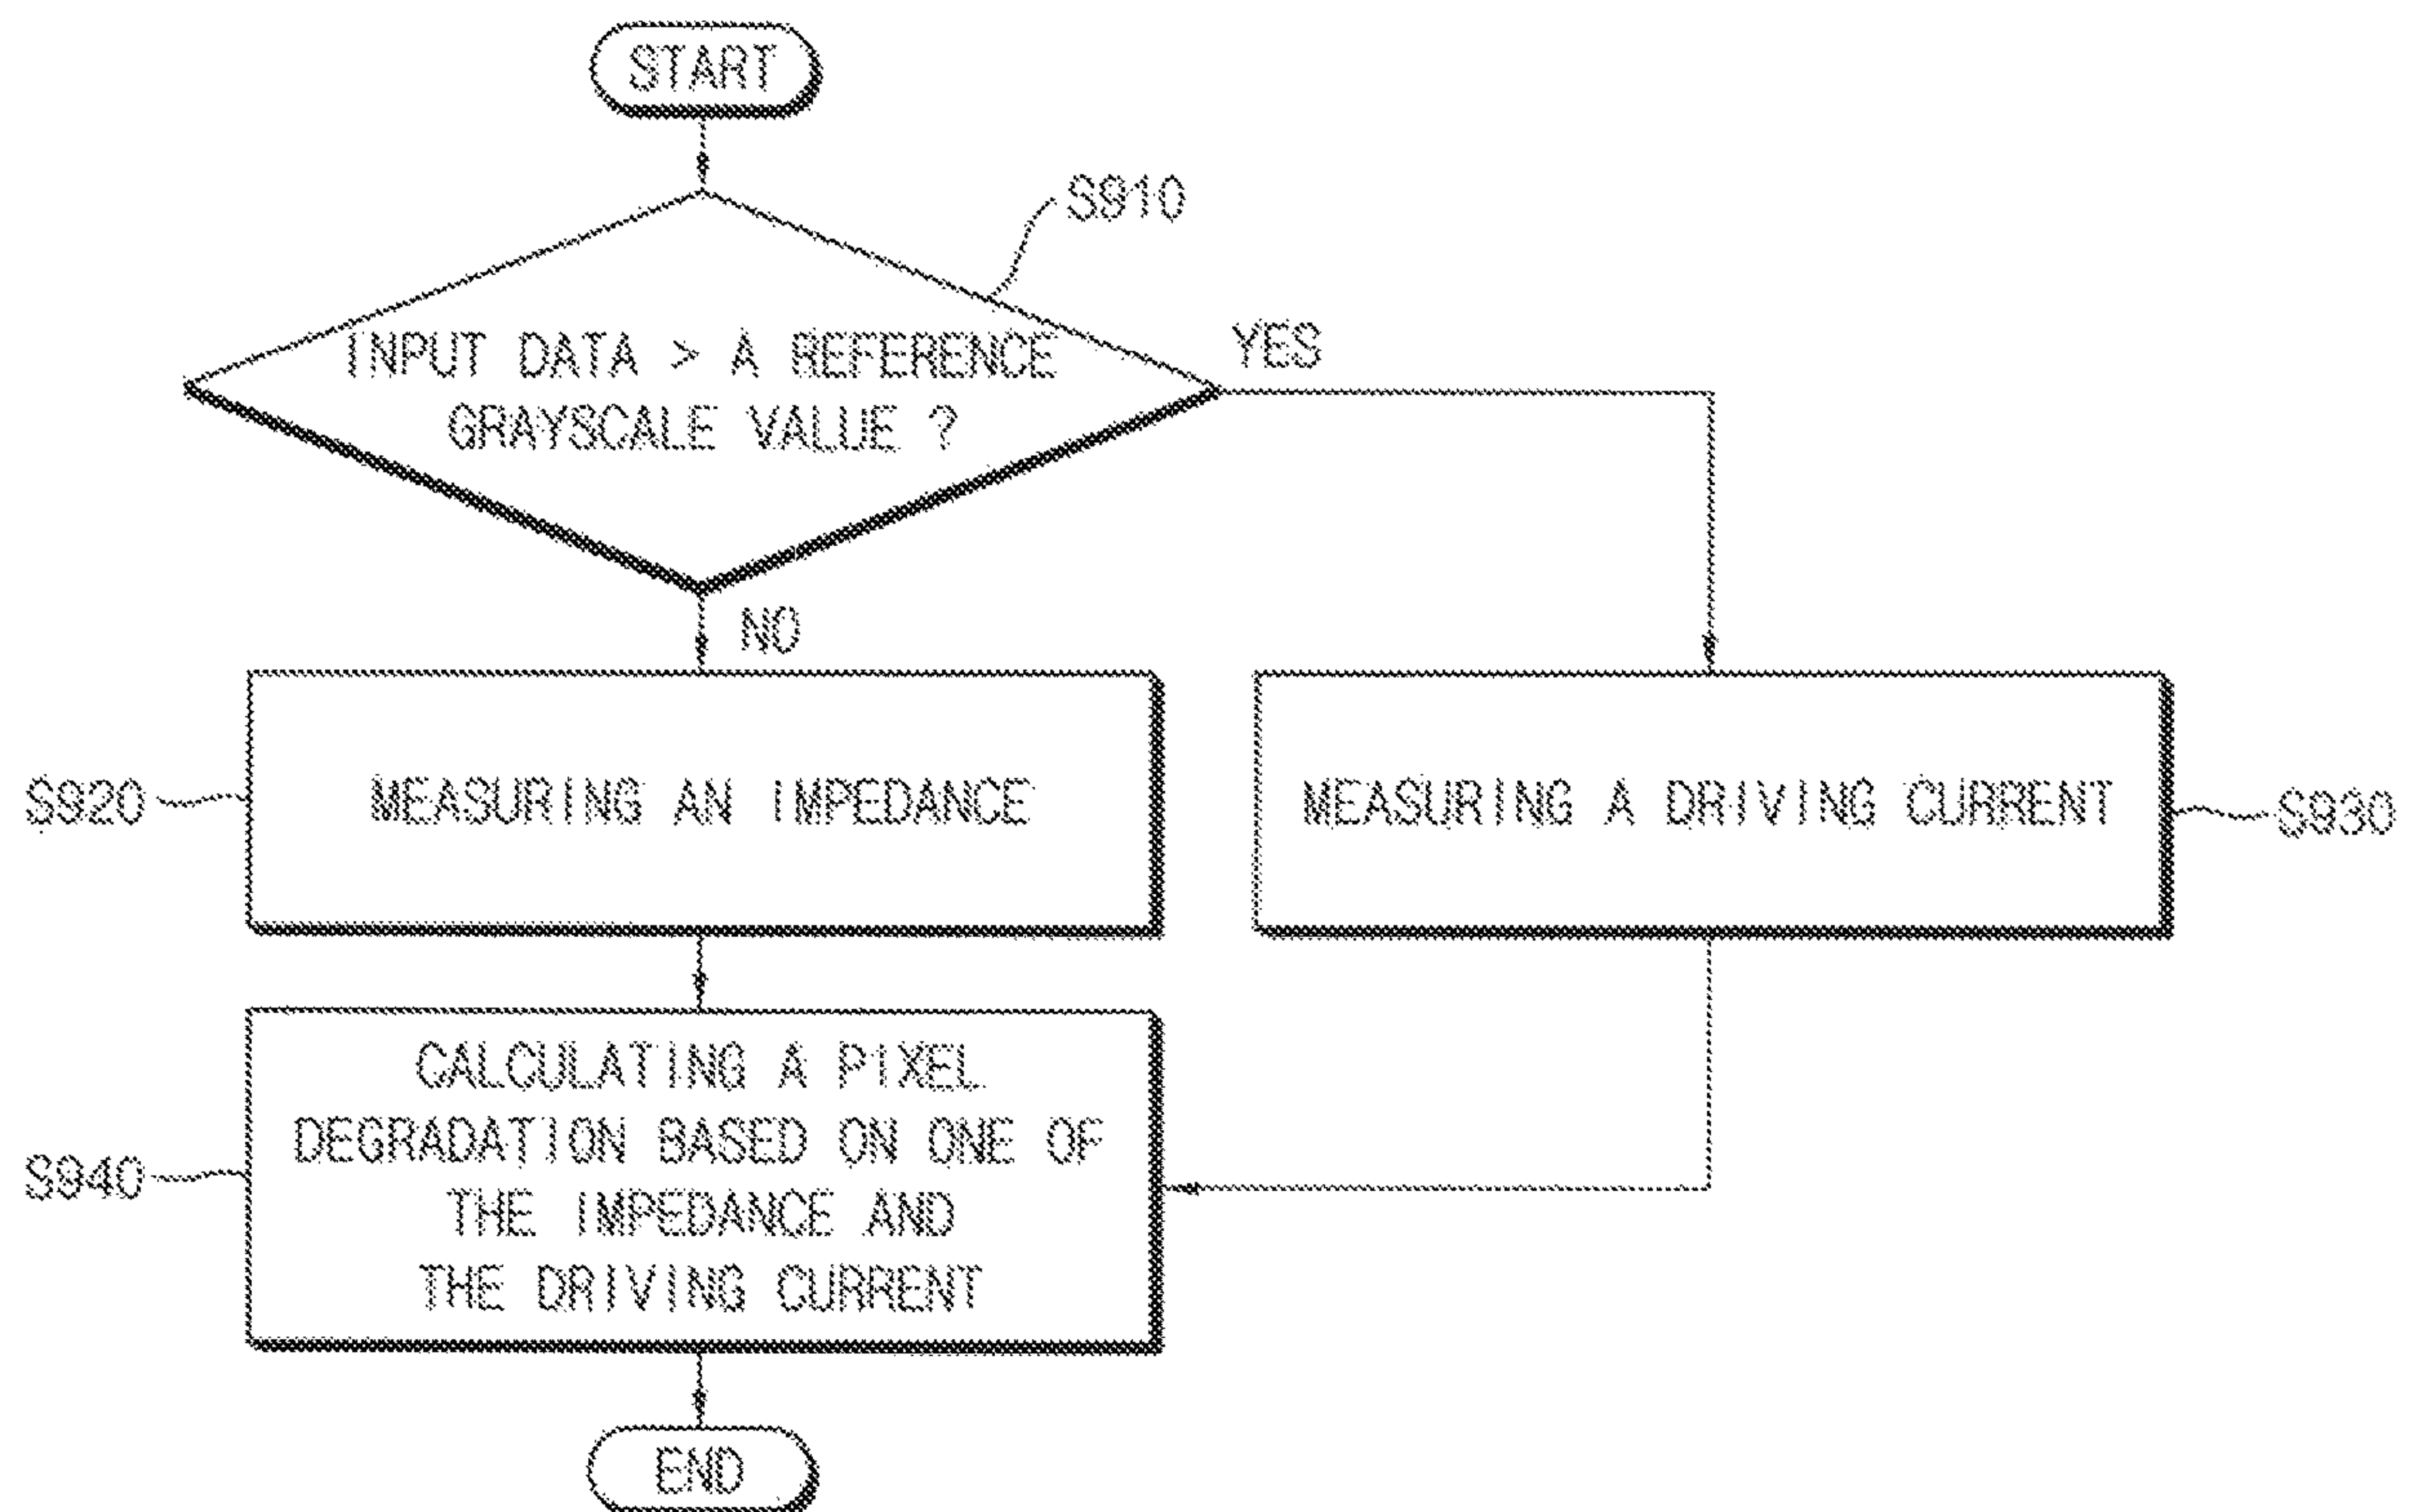 START
S910
INPUT DATA > A REFERENCE
GRAYSCALE VALUE ?
YES
NO
S920
MEASURING AN IMPEDANCE
MEASURING A DRIVING CURRENT
S930
S940
CALCULATING A PIXEL
DEGRADATION BASED ON ONE OF
THE IMPEDANCE AND
THE DRIVING CURRENT
END